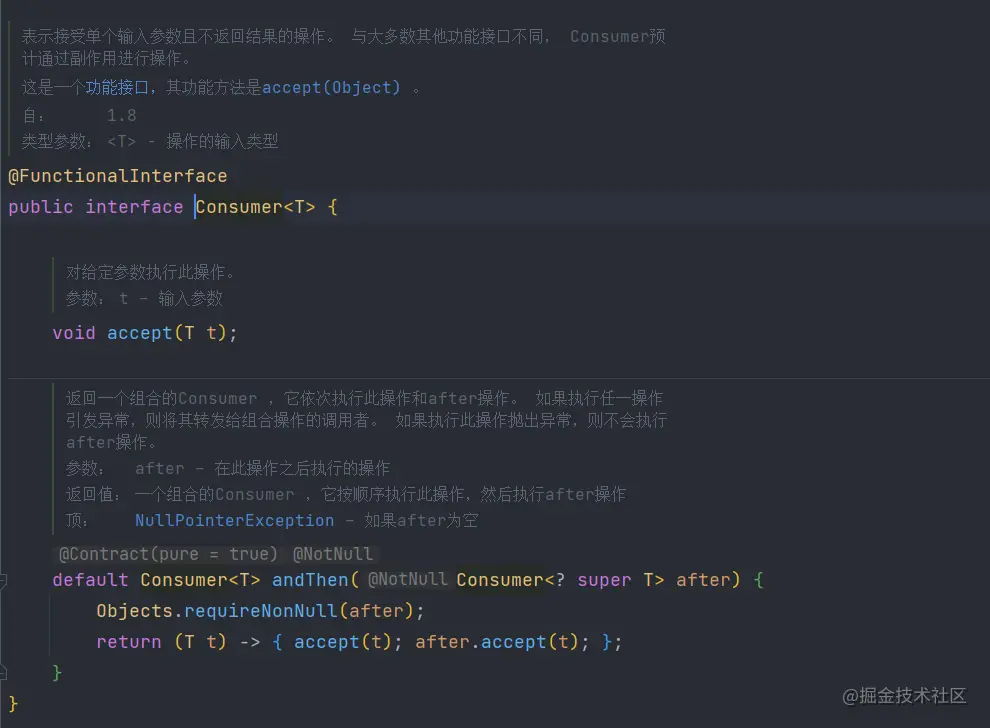 表示接受单个输入参数且不返回结果的操作。 与大多数其他功能接口不同， Consumer预
计通过副作用进行操作。
这是一个功能接口，其功能方法是accept(Object) 。
自： 1.8
类型参数： <T> – 操作的输入类型
@FunctionalInterface
public interface Consumer<T> {
对给定参数执行此操作。
参数： t – 输入参数
void accept(T t);
返回一个组合的Consumer ，它依次执行此操作和after操作。 如果执行任一操作
引发异常，则将其转发给组合操作的调用者。 如果执行此操作抛出异常，则不会执行
after操作。
参数： after – 在此操作之后执行的操作
返回值： 一个组合的Consumer ，它按顺序执行此操作，然后执行after操作
顶： NullPointerException – 如果after为空
@Contract(pure = true) @NotNull
default Consumer<T> andThen( @NotNull Consumer<? super T> after) {
Objects.requireNonNull(after);
return (T t) -> { accept(t); after.accept(t); };
}
}
@掘金技术社区